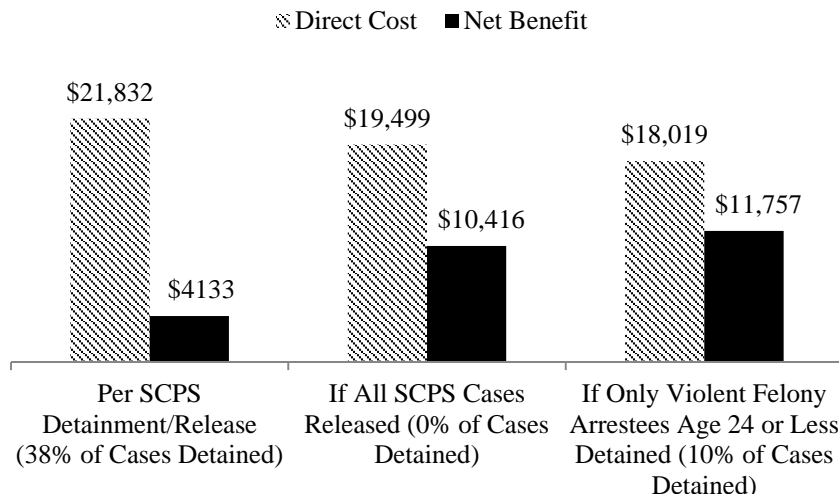 Direct Cost Net Benefit
$21,832
$4133
$19,499
$10,416
$18,019
$11,757
Per SCPS
Detainment/Release
(38% of Cases Detained)
If All SCPS Cases
Released (0% of Cases
Detained)
If Only Violent Felony
Arrestees Age 24 or Less
Detained (10% of Cases
Detained)